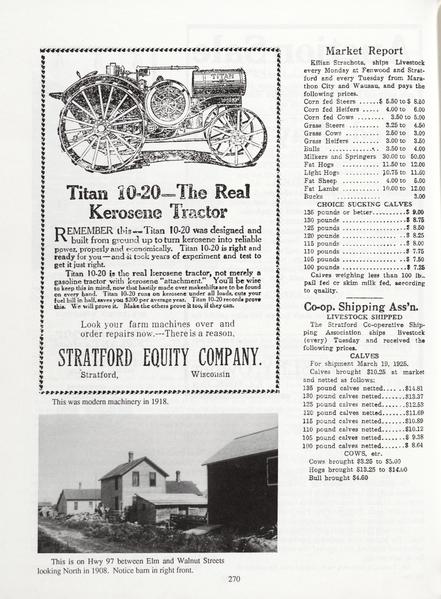 TITAN
Titan 10-20—The Real
Kerosene Tractor
REMEMBER this—Titan 10-20 was designed and
built from ground up to turn kerosene into reliable
power, properly and economically. Titan 10-20 is right and
ready for you—and it took years of experiment and test to
get it just right.
Titan 10-20 is the real kerosene tractor, not merely a
gasoline tractor with kerosene "attachment." You'll be wise
to keep this in mind, now that hastily made over makeshifts are to be found
on every hand. Titan 10-20 runs on kerosene under all loads, cuts your
fuel bill in half, saves you $200 per average year. Titan 10-20 records prove
this. We will prove it. Make the others prove it too, if they can.
Look your farm machines over and
order repairs now.—There is a reason,
STRATFORD EQUITY COMPANY.
Stratford, Wisconsin
This was modern machinery in 1918.
This is on Hwy 97 between Elm and Walnut Streets
looking North in 1908. Notice barn in right front.
Market Report
Kilian Strachota, ships Livestock
every Monday at Fenwood and Strat-
ford and every Tuesday from Mara-
thon City and Wausau, and pays the
following prices.
Corn fed Steers ......$ 5.50 to $ 8.50
Corn fed Heifers ..... 4.00 to 6.00
Corn fed Cows ........ 3.50 to 5.00
Grass Steers ......... 3.25 to 4.50
Grass Cows ........... 2.50 to 3.00
Grass Heifers ........ 3.00 to 3.50
Bulls ................ 3.50 to 4.00
Milkers and Springers 30.00 to 50.00
Fat Hogs ............ 11.50 to 12.00
Light Hogs .......... 10.75 to 11.50
Fat Sheep ............ 4.00 to 6.00
Fat Lambs ........... 10.00 to 12.00
Bucks ........................ 3.00
CHOICE SUCKING CALVES
135 pounds or better.........$ 9.00
130 pounds ..................$ 8.75
125 pounds ..................$ 8.50
120 pounds ..................$ 8.25
115 pounds ..................$ 8.00
110 pounds ..................$ 7.75
105 pounds ..................$ 7.50
100 pounds ..................$ 7.25
Calves weighing less than 100 lb.,
pail fed or skim milk fed, according
to quality.
Co-op. Shipping Ass'n.
LIVESTOCK SHIPPED
The Stratford Co-operative Ship-
ping Association ships livestock
(every) Tuesday and received the
following prices.
CALVES
For shipment March 19, 1925.
Calves brought $10.25 at market
and netted as follows:
135 pound calves netted......$14.81
130 pound calves netted......$13.37
125 pound calves netted......$12.53
120 pound calves netted......$11.69
115 pound calves netted......$10.89
110 pound calves netted......$10.12
105 pound calves netted......$ 9.38
100 pound calves netted......$ 8.64
COWS, etc.
Cows brought $3.25 to $5.00
Hogs brought $13.25 to $14.00
Bull brought $4.60
270